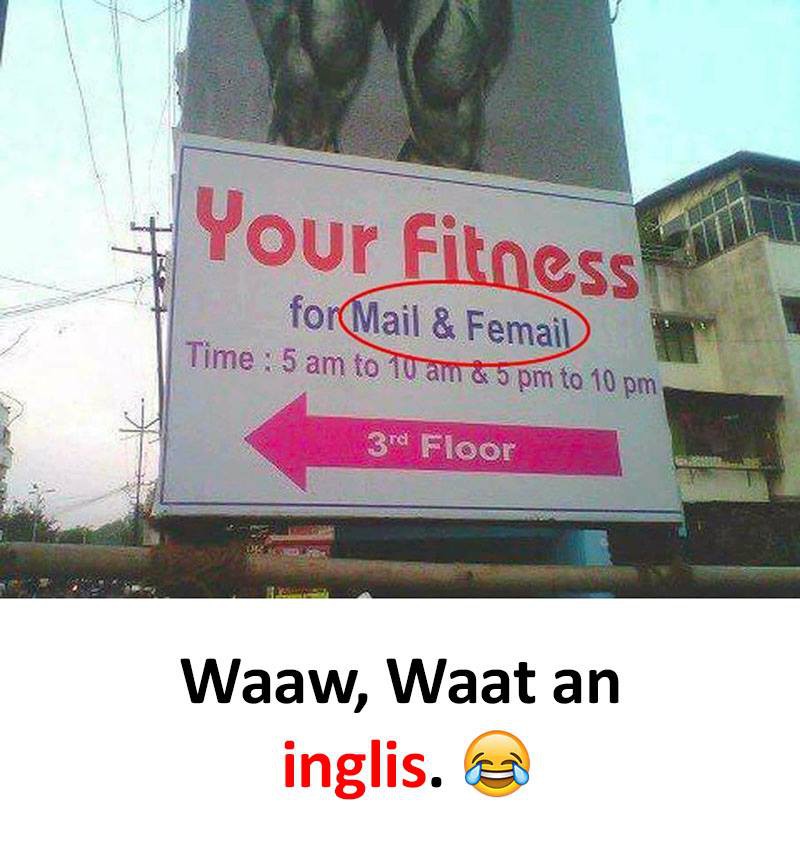 Your Fitness
for Mail & Femail
Time : 5 am to 10 am & 5 pm to 10 pm
3rd Floor
Waaw, Waat an
inglis. 😂